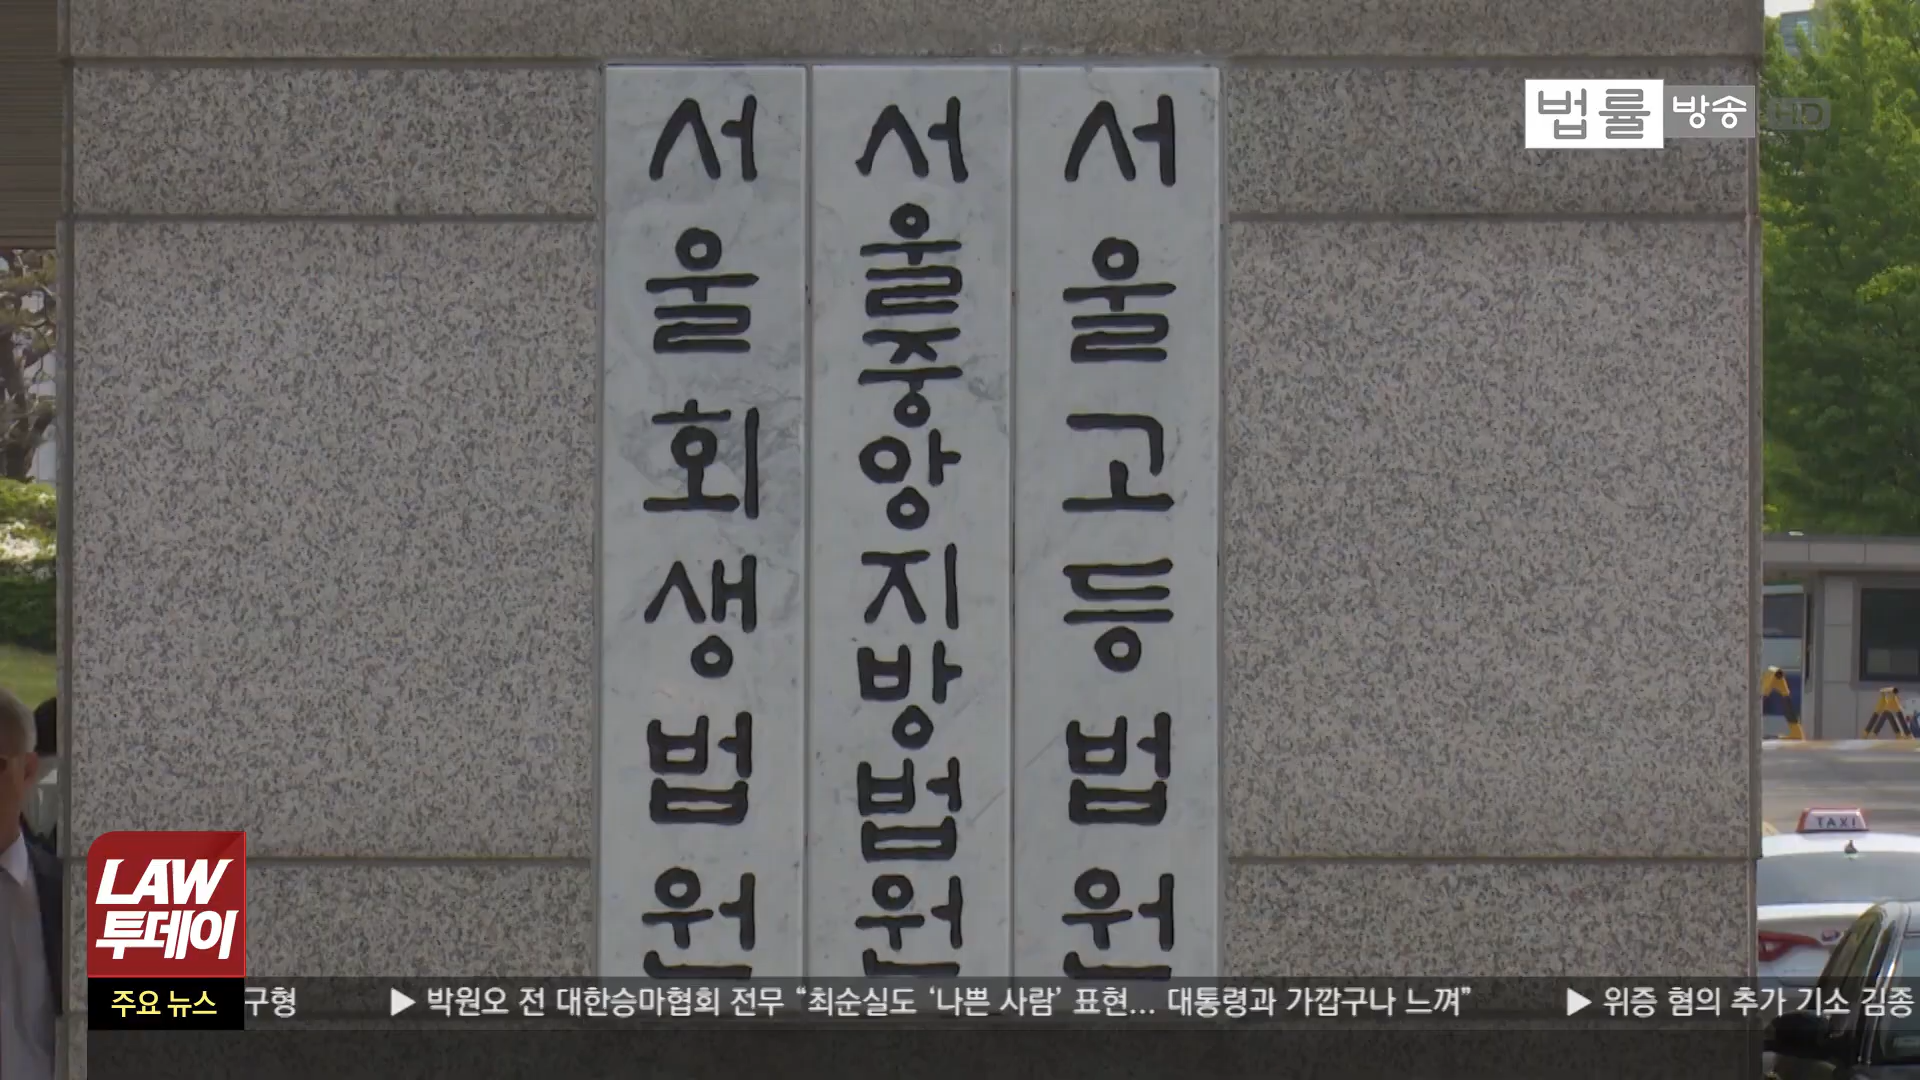 서울회생법원
서울중앙지방법원
서울고등법원
법률방송 HD
TAXI
LAW
투데이
주요뉴스
구형 ▶ 박원오 전 대한승마협회 전무 “최순실도 ‘나쁜 사람’ 표현... 대통령과 가깝구나 느껴” ▶ 위증 혐의 추가 기소 김종